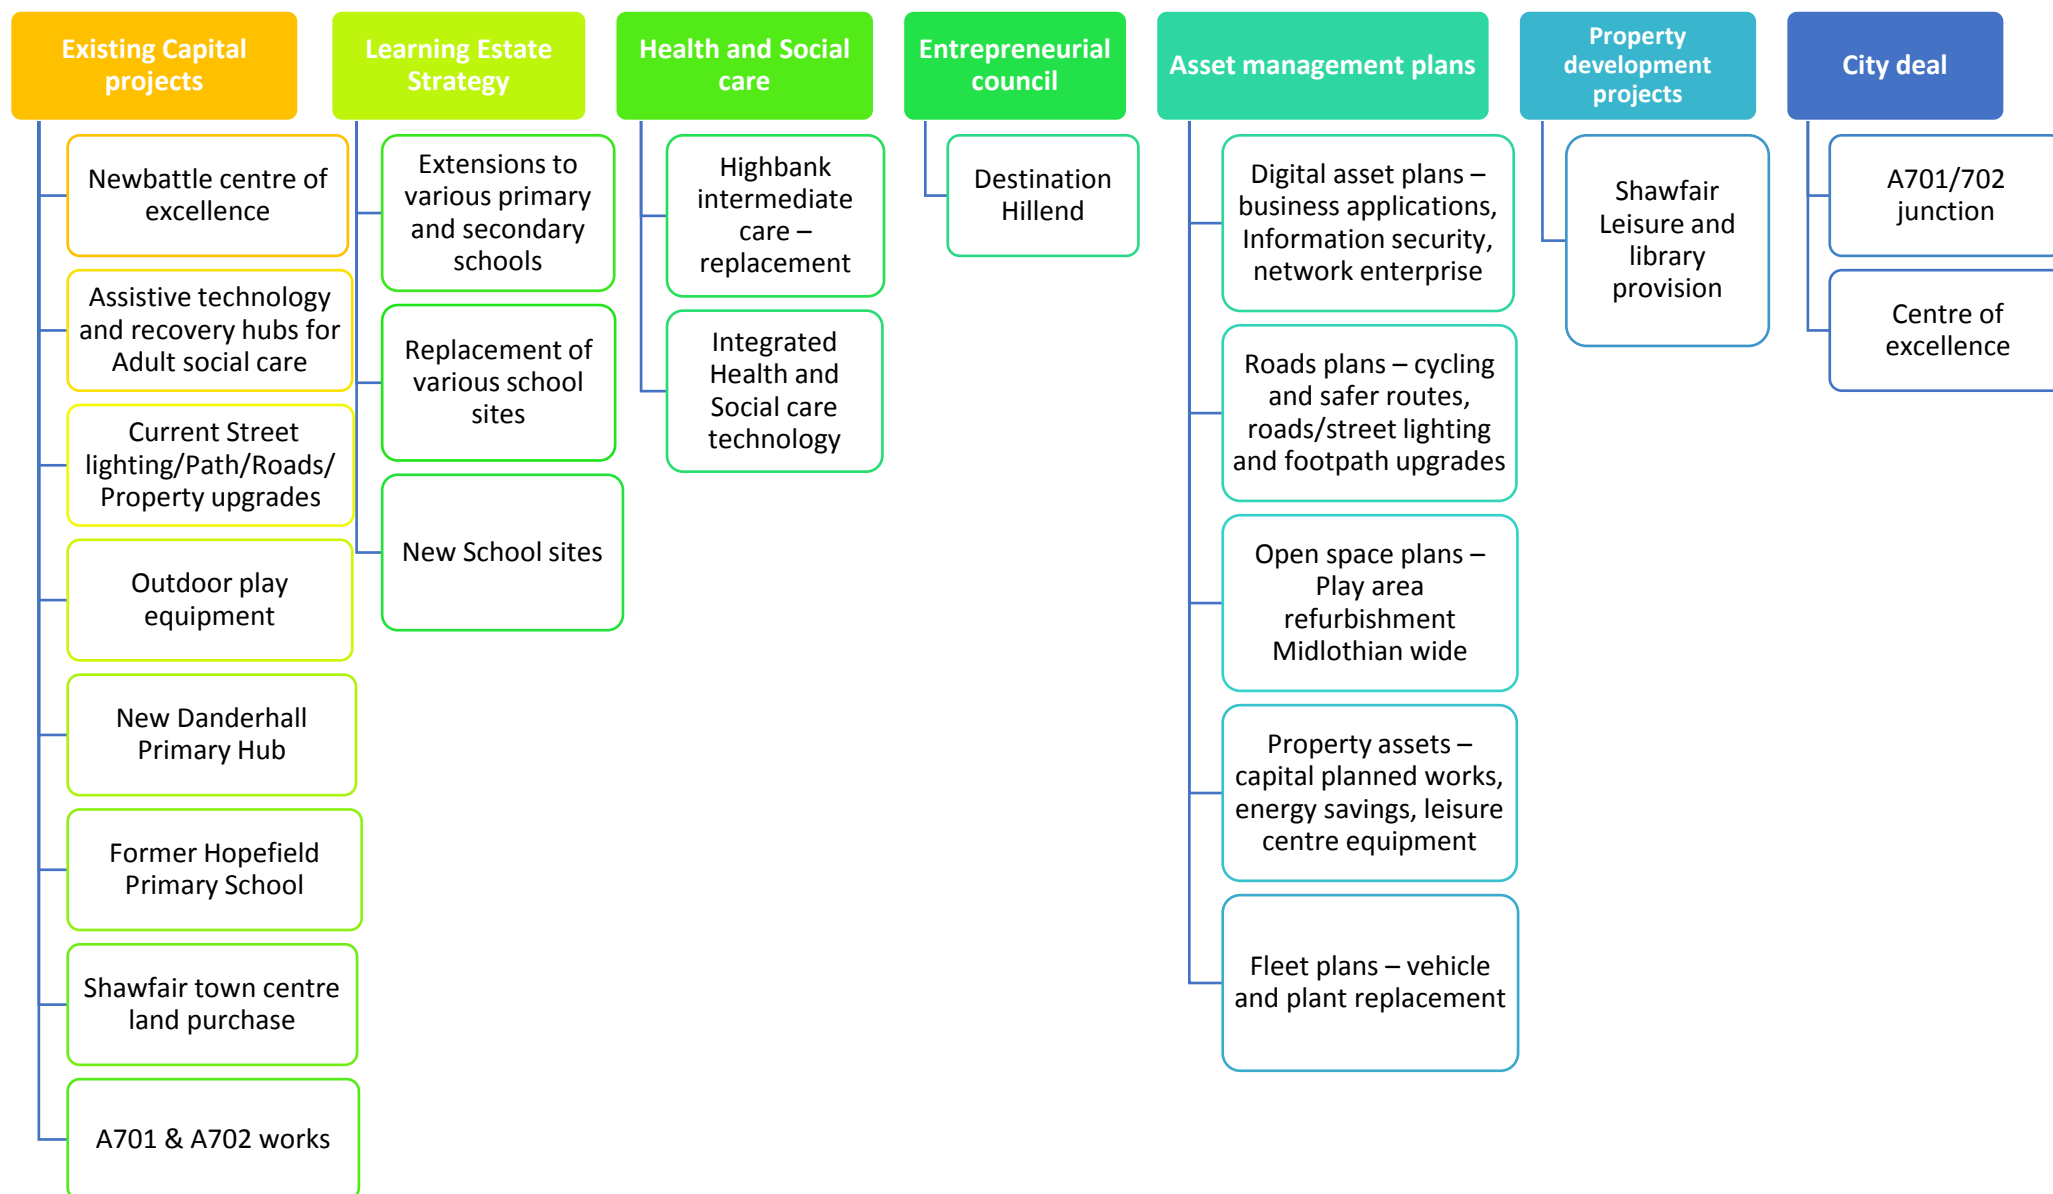 Existing Capital
projects
Newbattle centre of
excellence
Assistive technology
and recovery hubs for
Adult social care
Current Street
lighting/Path/Roads/
Property upgrades
Outdoor play
equipment
New Danderhall
Primary Hub
Former Hopefield
Primary School
Shawfair town centre
land purchase
A701 & A702 works
Learning Estate
Strategy
Extensions to
various primary
and secondary
schools
Replacement of
various school
sites
New School sites
Health and Social
care
Highbank
intermediate
care –
replacement
Integrated
Health and
Social care
technology
Entrepreneurial
council
Destination
Hillend
Asset management plans
Digital asset plans –
business applications,
Information security,
network enterprise
Roads plans – cycling
and safer routes,
roads/street lighting
and footpath upgrades
Open space plans –
Play area
refurbishment
Midlothian wide
Property assets –
capital planned works,
energy savings, leisure
centre equipment
Fleet plans – vehicle
and plant replacement
Property
development
projects
Shawfair
Leisure and
library
provision
City deal
A701/702
junction
Centre of
excellence